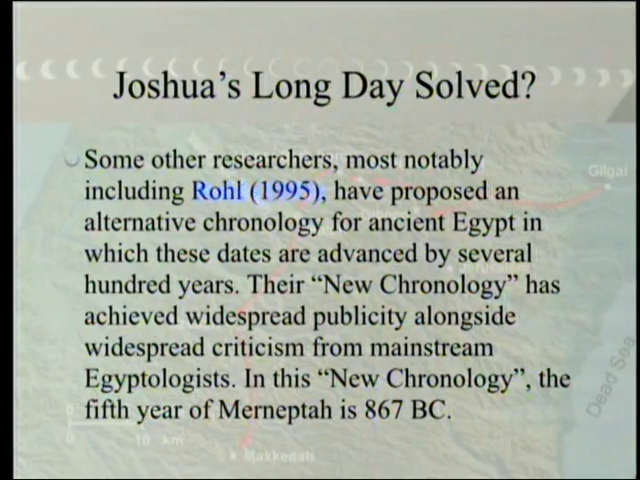 Joshua's Long Day Solved?
Some other researchers, most notably
Gilgal
including Rohl (1995), have proposed an
alternative chronology for ancient Egypt in
which these dates are advanced by several
hundred years. Their “New Chronology” has
achieved widespread publicity alongside
widespread criticism from mainstream
Egyptologists. In this “New Chronology”, the
fifth year of Merneptah is 867 BC.
Dead Sea
0
10 km
Makkedah